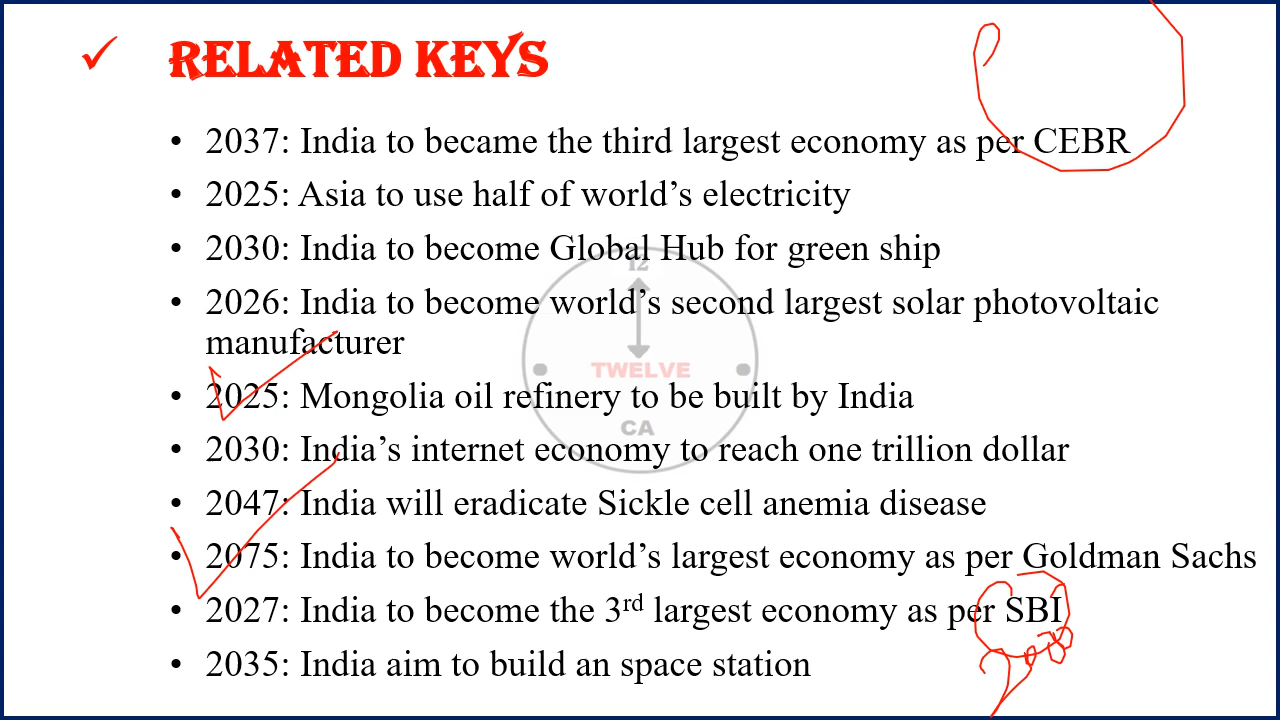 ✓ RELATED KEYS
• 2037: India to became the third largest economy as per CEBR
• 2025: Asia to use half of world’s electricity
• 2030: India to become Global Hub for green ship
• 2026: India to become world’s second largest solar photovoltaic
manufacturer
• 2025: Mongolia oil refinery to be built by India
• 2030: India’s internet economy to reach one trillion dollar
• 2047: India will eradicate Sickle cell anemia disease
• 2075: India to become world’s largest economy as per Goldman Sachs
• 2027: India to become the 3rd largest economy as per SBI
• 2035: India aim to build an space station
12
TWELVE
CA